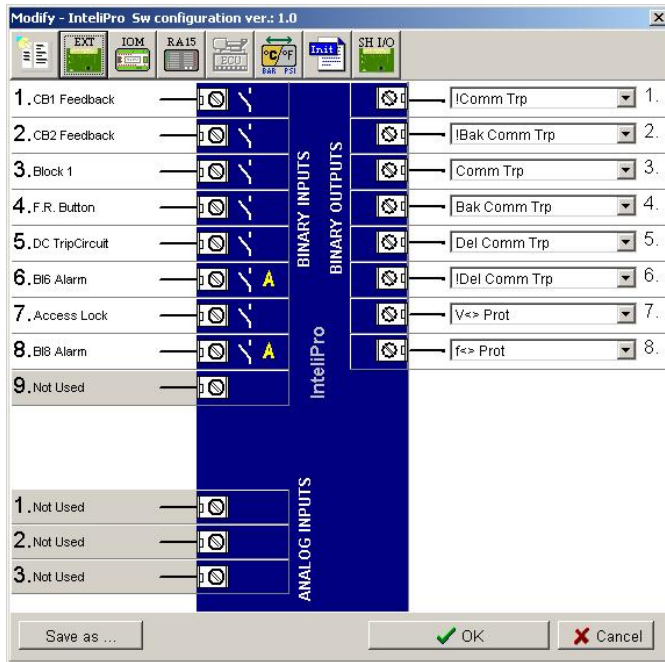 Modify - InteliPro Sw configuration ver.: 1.0
EXT IOM RA15 ECU °C/°F BAR PSI Init SH I/O
1. CB1 Feedback
2. CB2 Feedback
3. Block 1
4. F.R. Button
5. DC TripCircuit
6. BI6 Alarm A
7. Access Lock
8. BI8 Alarm A
9. Not Used
BINARY INPUTS
BINARY OUTPUTS
InteliPro
!Comm Trp 1.
!Bak Comm Trp 2.
Comm Trp 3.
Bak Comm Trp 4.
Del Comm Trp 5.
!Del Comm Trp 6.
V<> Prot 7.
f<> Prot 8.
1. Not Used
2. Not Used
3. Not Used
ANALOG INPUTS
Save as ...
OK
Cancel